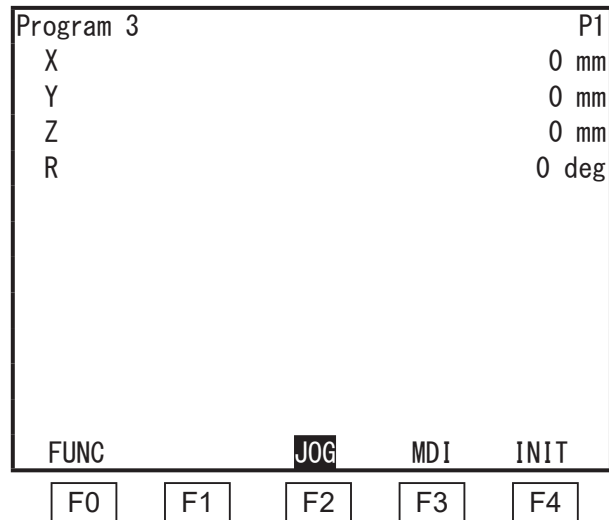 Program 3 P1
X 0 mm
Y 0 mm
Z 0 mm
R 0 deg
FUNC JOG MDI INIT
F0 F1 F2 F3 F4